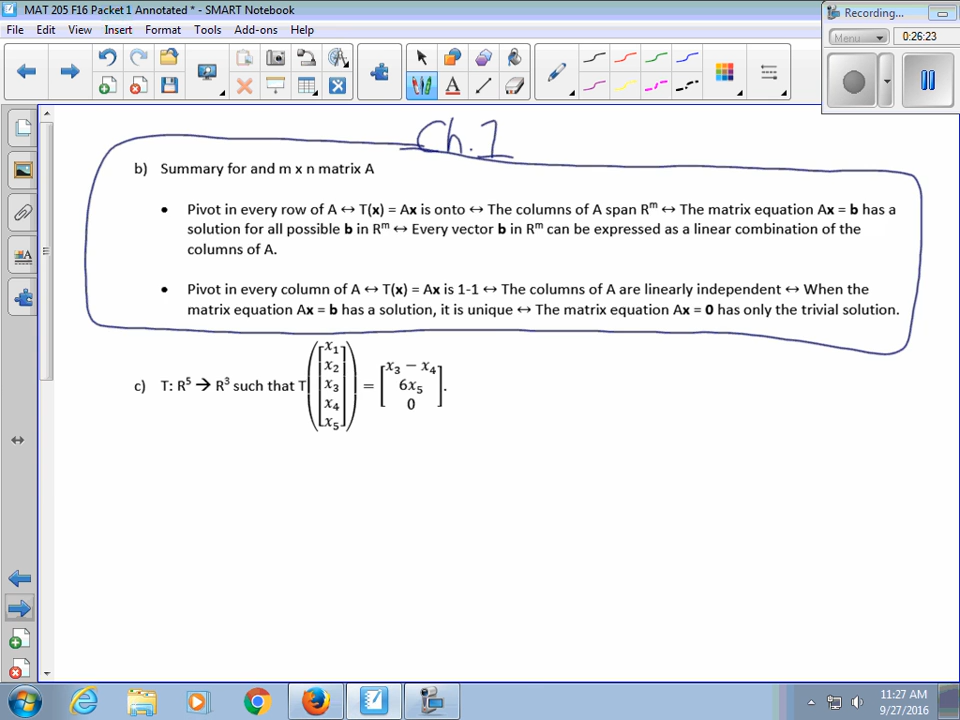 MAT 205 F16 Packet 1 Annotated * - SMART Notebook
Recording...
File Edit View Insert Format Tools Add-ons Help
Menu 0:26:23
Ch. 1
b) Summary for and m x n matrix A
• Pivot in every row of A ↔ T(x) = Ax is onto ↔ The columns of A span Rᵐ ↔ The matrix equation Ax = b has a
solution for all possible b in Rᵐ ↔ Every vector b in Rᵐ can be expressed as a linear combination of the
columns of A.
• Pivot in every column of A ↔ T(x) = Ax is 1-1 ↔ The columns of A are linearly independent ↔ When the
matrix equation Ax = b has a solution, it is unique ↔ The matrix equation Ax = 0 has only the trivial solution.
c) T: R⁵ → R³ such that T([x₁ x₂ x₃ x₄ x₅]) = [x₃ − x₄ 6x₅ 0].
11:27 AM
9/27/2016